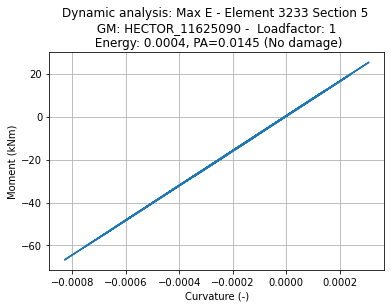 Dynamic analysis: Max E - Element 3233 Section 5
GM: HECTOR_11625090 - Loadfactor: 1
Energy: 0.0004, PA=0.0145 (No damage)
Moment (kNm)
20
0
−20
−40
−60
−0.0008 −0.0006 −0.0004 −0.0002 0.0000 0.0002
Curvature (-)